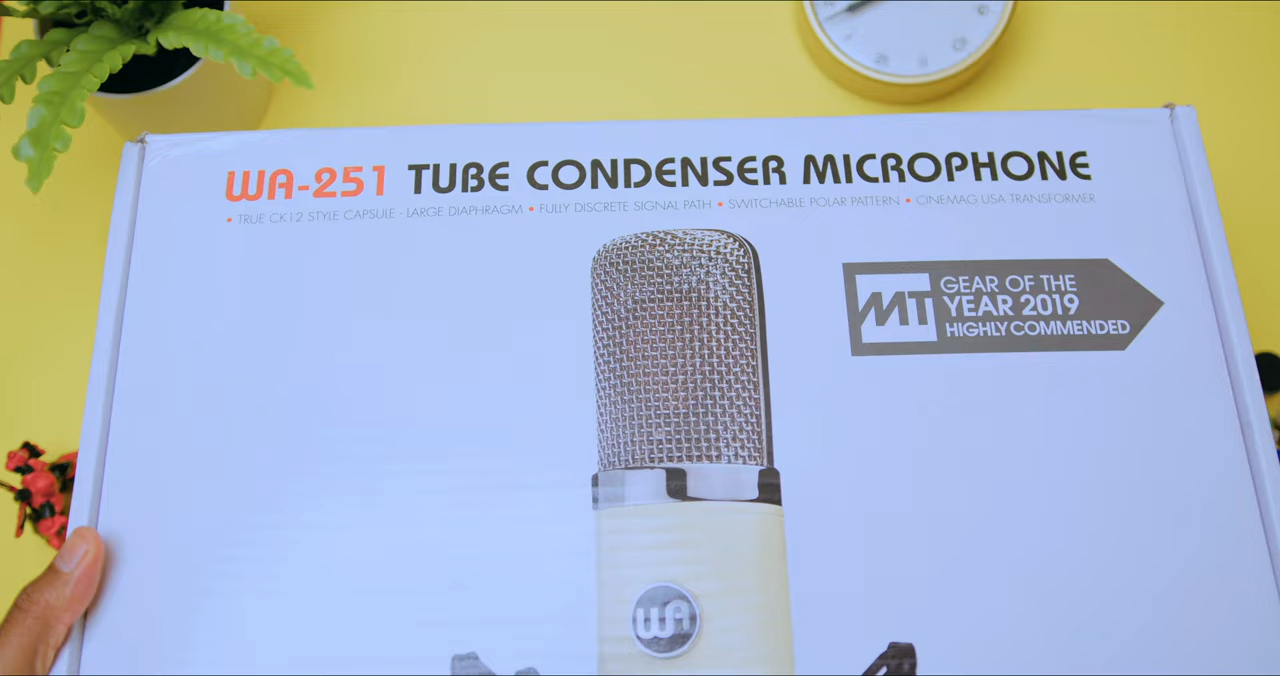 WA-251 TUBE CONDENSER MICROPHONE
• TRUE CK12 STYLE CAPSULE - LARGE DIAPHRAGM • FULLY DISCRETE SIGNAL PATH • SWITCHABLE POLAR PATTERN • CINEMAG USA TRANSFORMER
MT
GEAR OF THE
YEAR 2019
HIGHLY COMMENDED
WA